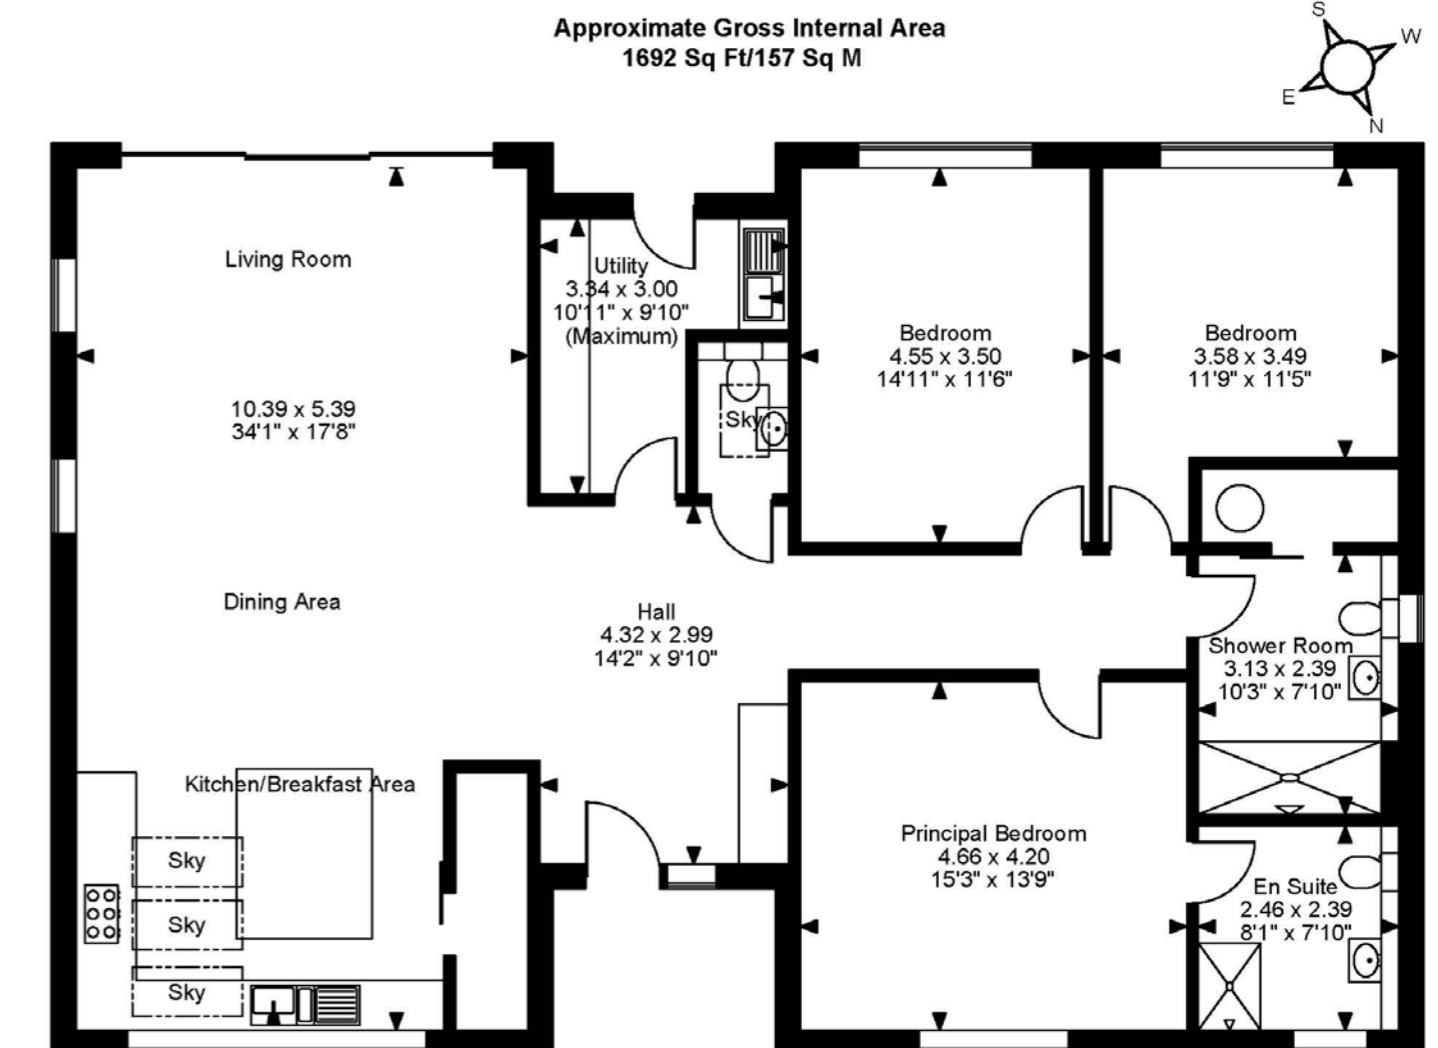 Approximate Gross Internal Area
1692 Sq Ft/157 Sq M
S
W
E
N
Living Room
10.39 x 5.39
34'1" x 17'8"
Utility
3.34 x 3.00
10'11" x 9'10"
(Maximum)
Sky
Bedroom
4.55 x 3.50
14'11" x 11'6"
Bedroom
3.58 x 3.49
11'9" x 11'5"
Dining Area
Hall
4.32 x 2.99
14'2" x 9'10"
Shower Room
3.13 x 2.39
10'3" x 7'10"
Kitchen/Breakfast Area
Sky
Sky
Sky
Principal Bedroom
4.66 x 4.20
15'3" x 13'9"
En Suite
2.46 x 2.39
8'1" x 7'10"